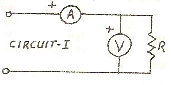 + A
+
CIRCUIT-I V R